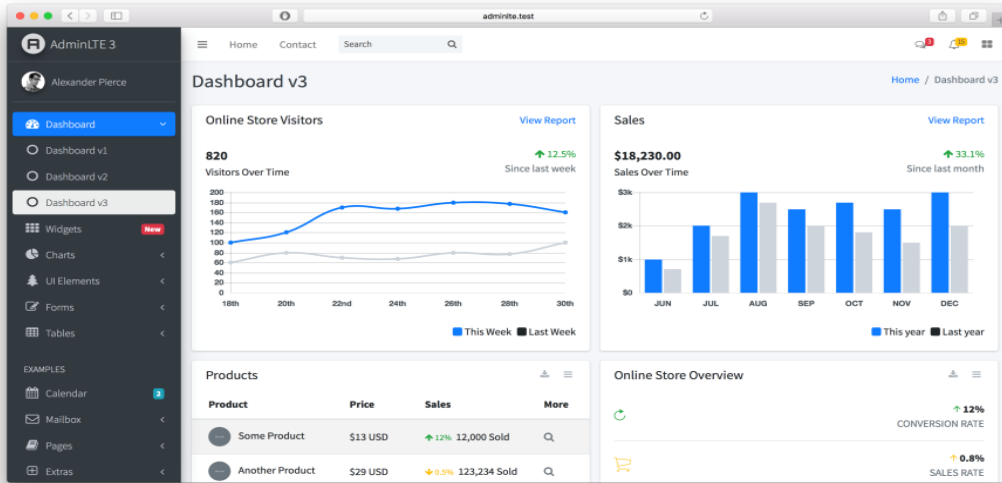 adminlte.test
AdminLTE 3
Home Contact Search
3 15
Alexander Pierce
Dashboard
Dashboard v1
Dashboard v2
Dashboard v3
Widgets New
Charts
UI Elements
Forms
Tables
EXAMPLES
Calendar 2
Mailbox
Pages
Extras
Dashboard v3
Home / Dashboard v3
Online Store Visitors View Report
820
Visitors Over Time
12.5%
Since last week
200
180
160
140
120
100
80
60
40
20
0
18th 20th 22nd 24th 26th 28th 30th
This Week Last Week
Sales View Report
$18,230.00
Sales Over Time
33.1%
Since last month
$3k
$2k
$1k
$0
JUN JUL AUG SEP OCT NOV DEC
This year Last year
Products
Product Price Sales More
Some Product $13 USD 12% 12,000 Sold
Another Product $29 USD 0.5% 123,234 Sold
Online Store Overview
12%
CONVERSION RATE
0.8%
SALES RATE